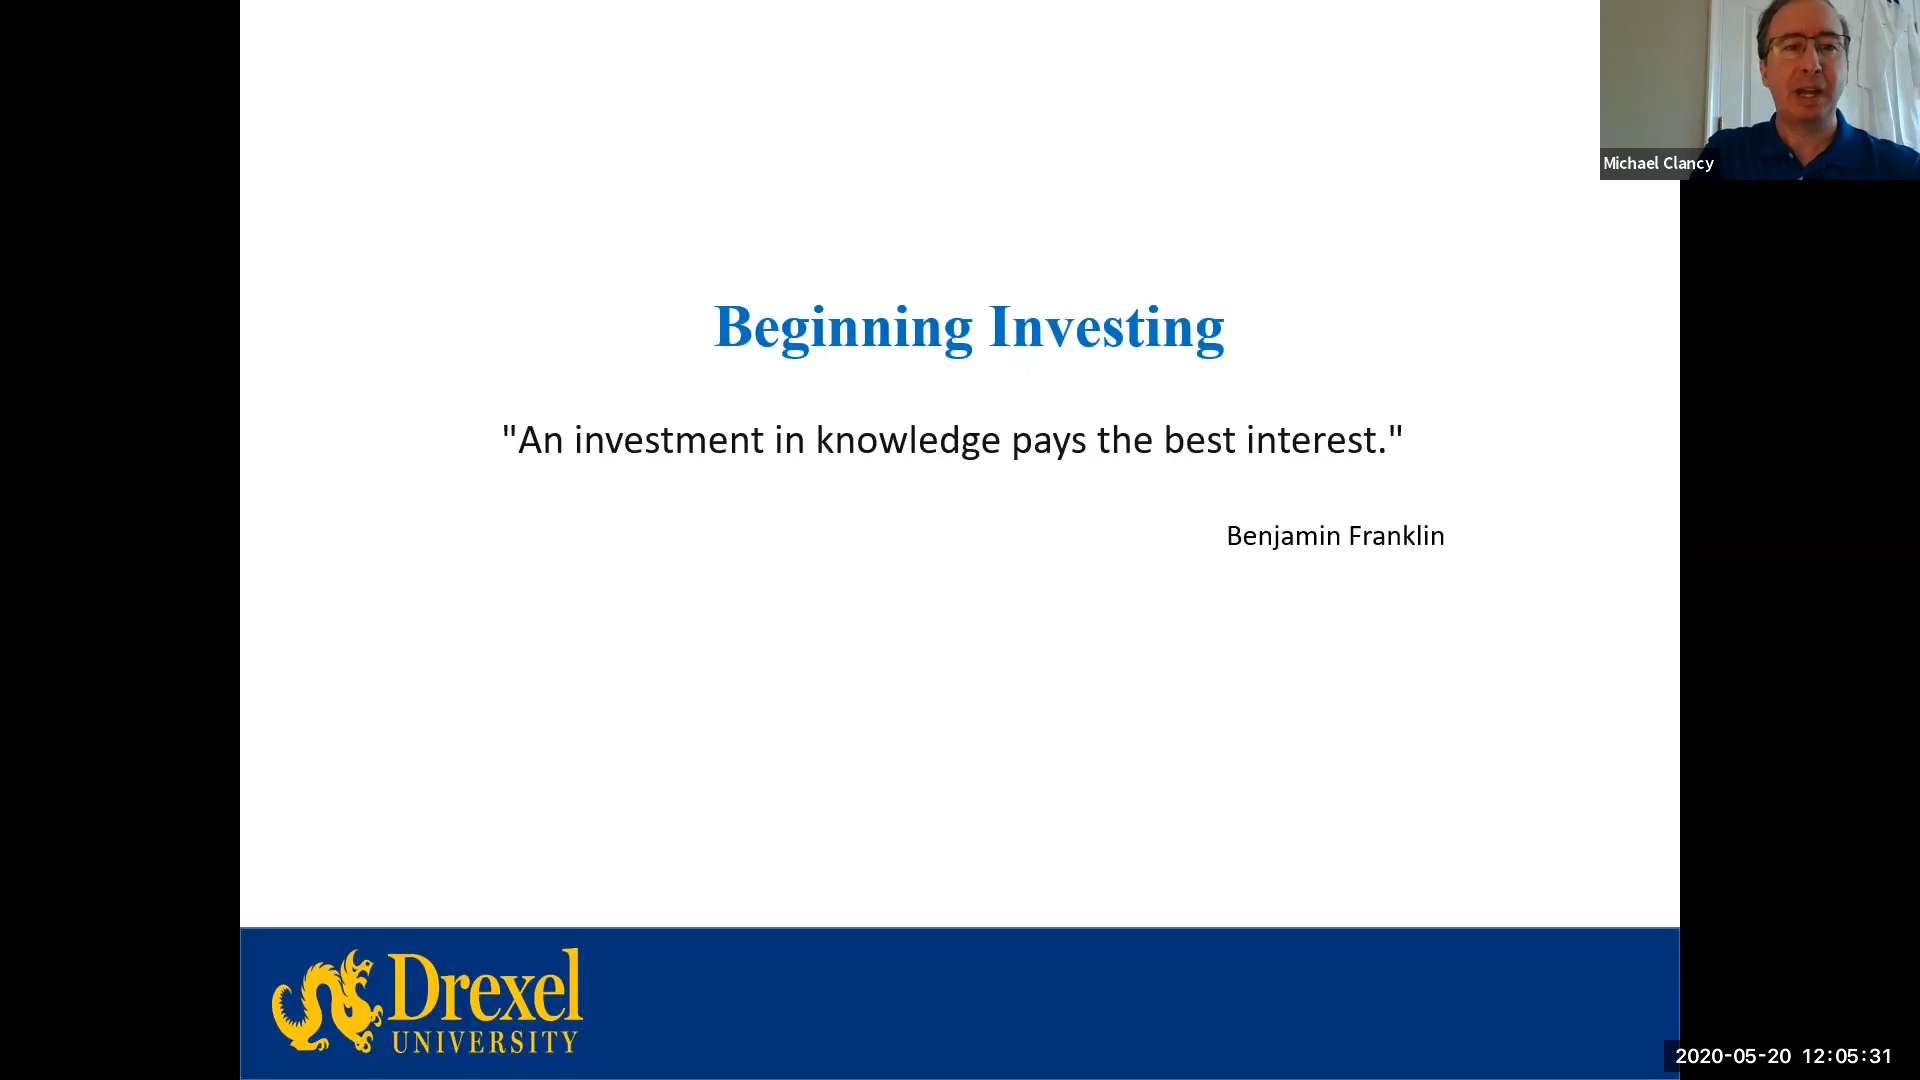 Michael Clancy
Beginning Investing
"An investment in knowledge pays the best interest."
Benjamin Franklin
Drexel
UNIVERSITY
2020-05-20 12:05:31